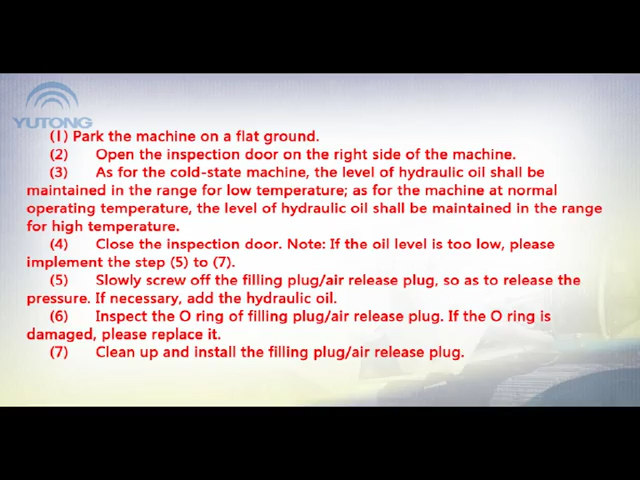 YUTONG
(1) Park the machine on a flat ground.
(2) Open the inspection door on the right side of the machine.
(3) As for the cold-state machine, the level of hydraulic oil shall be
maintained in the range for low temperature; as for the machine at normal
operating temperature, the level of hydraulic oil shall be maintained in the range
for high temperature.
(4) Close the inspection door. Note: If the oil level is too low, please
implement the step (5) to (7).
(5) Slowly screw off the filling plug/air release plug, so as to release the
pressure. If necessary, add the hydraulic oil.
(6) Inspect the O ring of filling plug/air release plug. If the O ring is
damaged, please replace it.
(7) Clean up and install the filling plug/air release plug.